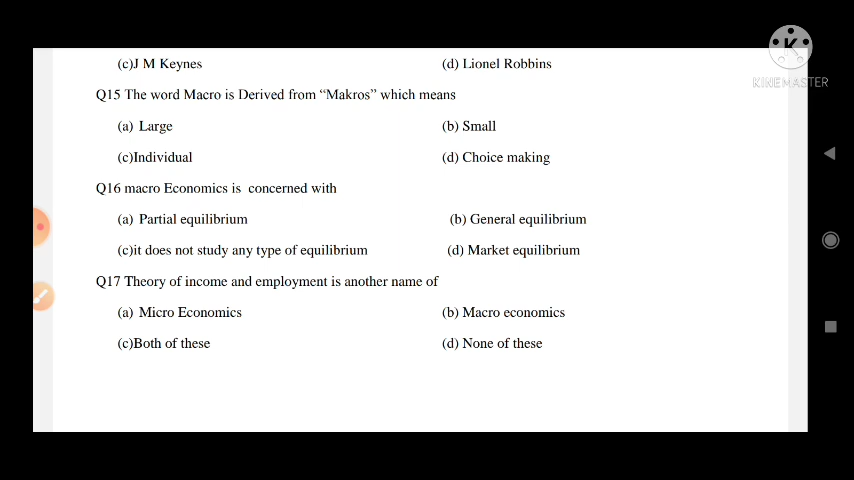 K
KINEMASTER
(c)J M Keynes (d) Lionel Robbins
Q15 The word Macro is Derived from “Makros” which means
(a) Large (b) Small
(c)Individual (d) Choice making
Q16 macro Economics is concerned with
(a) Partial equilibrium (b) General equilibrium
(c)it does not study any type of equilibrium (d) Market equilibrium
Q17 Theory of income and employment is another name of
(a) Micro Economics (b) Macro economics
(c)Both of these (d) None of these